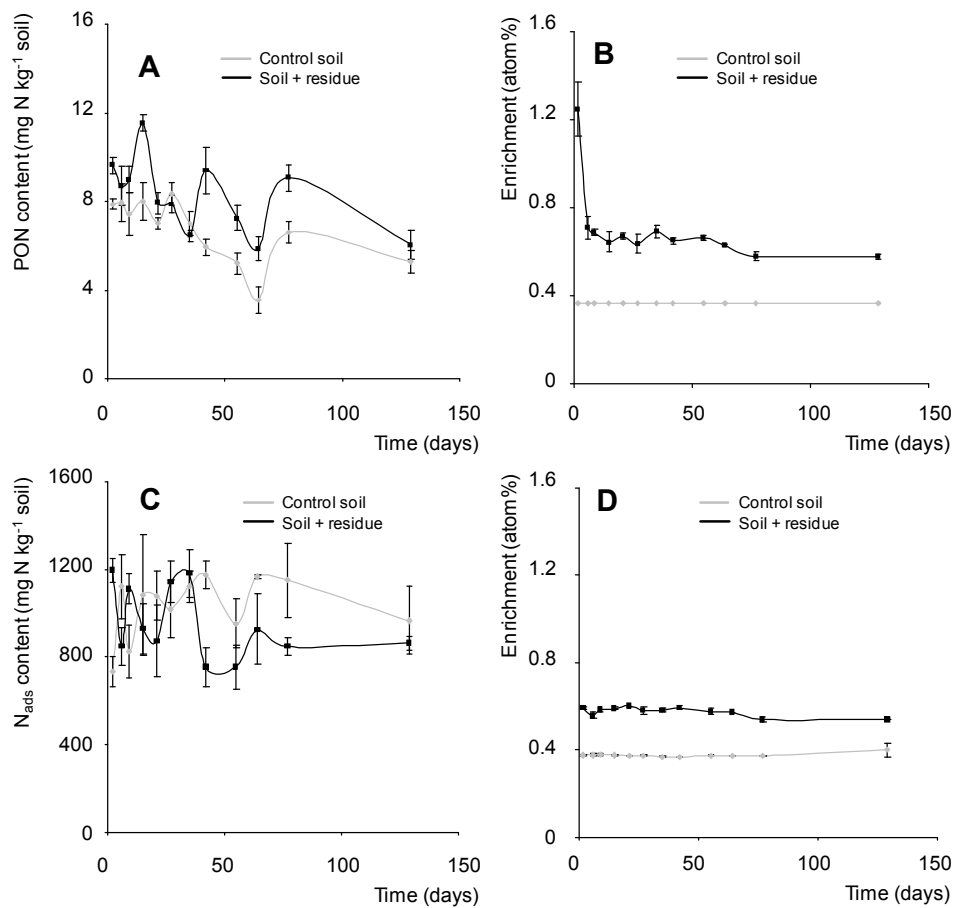 PON content (mg N kg⁻¹ soil)
16
12
8
4
0
A
Control soil
Soil + residue
0 50 100 150
Time (days)
Enrichment (atom%)
1.6
1.2
0.8
0.4
0
B
Control soil
Soil + residue
0 50 100 150
Time (days)
N_ads content (mg N kg⁻¹ soil)
1600
1200
800
400
0
C
Control soil
Soil + residue
0 50 100 150
Time (days)
Enrichment (atom%)
1.6
1.2
0.8
0.4
0
D
Control soil
Soil + residue
0 50 100 150
Time (days)